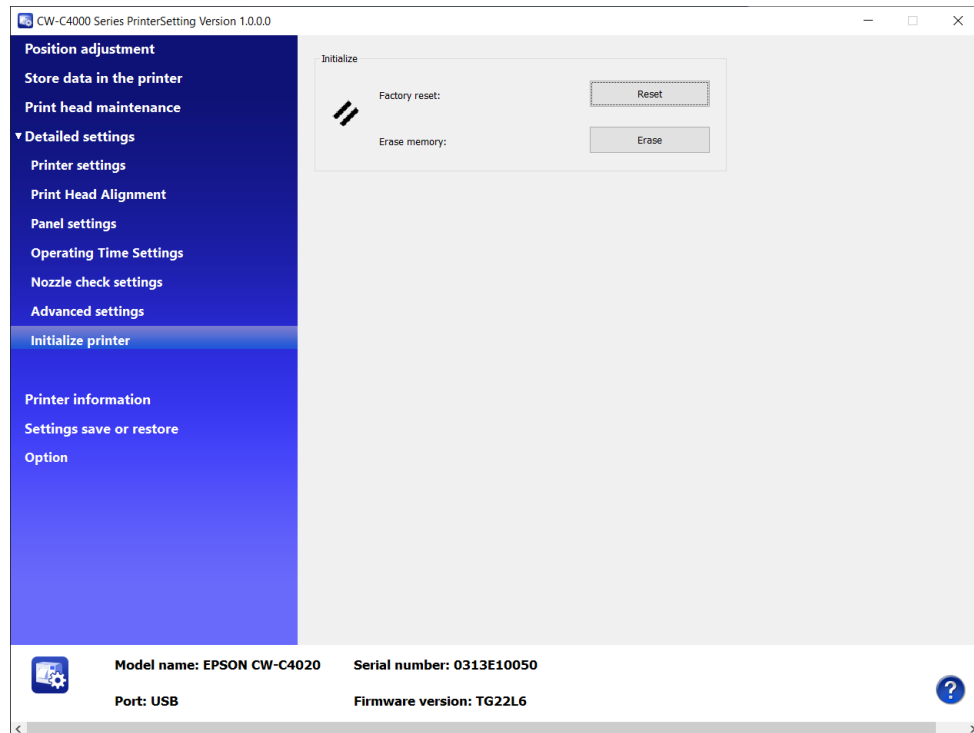 CW-C4000 Series PrinterSetting Version 1.0.0.0
Position adjustment
Store data in the printer
Print head maintenance
Detailed settings
Printer settings
Print Head Alignment
Panel settings
Operating Time Settings
Nozzle check settings
Advanced settings
Initialize printer
Printer information
Settings save or restore
Option
Initialize
Factory reset: Reset
Erase memory: Erase
Model name: EPSON CW-C4020 Serial number: 0313E10050
Port: USB Firmware version: TG22L6
?